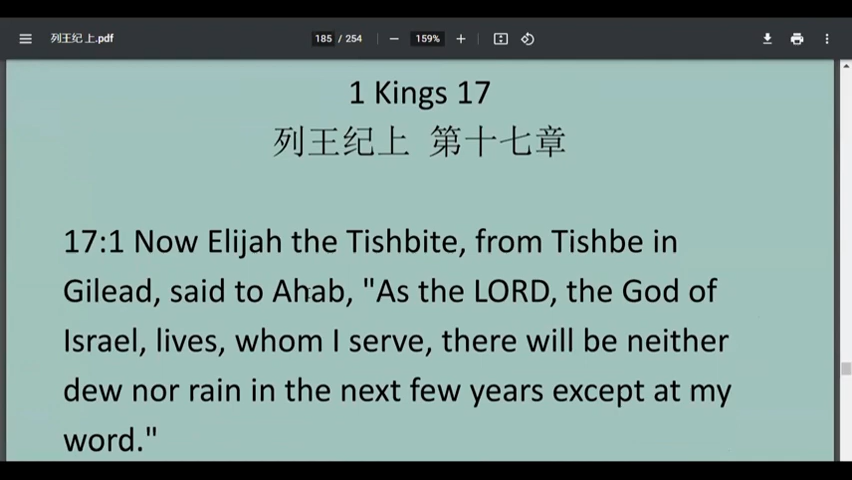 列王纪 上.pdf
185 / 254
159%
1 Kings 17
列王纪上 第十七章
17:1 Now Elijah the Tishbite, from Tishbe in
Gilead, said to Ahab, "As the LORD, the God of
Israel, lives, whom I serve, there will be neither
dew nor rain in the next few years except at my
word."